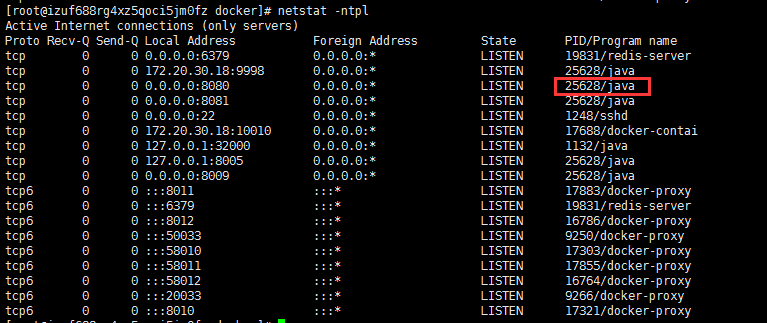 [root@izuf688rg4xz5qoci5jm0fz docker]# netstat -ntpl
Active Internet connections (only servers)
Proto Recv-Q Send-Q Local Address Foreign Address State PID/Program name
tcp 0 0 0.0.0.0:6379 0.0.0.0:* LISTEN 19831/redis-server
tcp 0 0 172.20.30.18:9998 0.0.0.0:* LISTEN 25628/java
tcp 0 0 0.0.0.0:8080 0.0.0.0:* LISTEN 25628/java
tcp 0 0 0.0.0.0:8081 0.0.0.0:* LISTEN 25628/java
tcp 0 0 0.0.0.0:22 0.0.0.0:* LISTEN 1248/sshd
tcp 0 0 172.20.30.18:10010 0.0.0.0:* LISTEN 17688/docker-contai
tcp 0 0 127.0.0.1:32000 0.0.0.0:* LISTEN 1132/java
tcp 0 0 127.0.0.1:8005 0.0.0.0:* LISTEN 25628/java
tcp 0 0 0.0.0.0:8009 0.0.0.0:* LISTEN 25628/java
tcp6 0 0 :::8011 :::* LISTEN 17883/docker-proxy
tcp6 0 0 :::6379 :::* LISTEN 19831/redis-server
tcp6 0 0 :::8012 :::* LISTEN 16786/docker-proxy
tcp6 0 0 :::50033 :::* LISTEN 9250/docker-proxy
tcp6 0 0 :::58010 :::* LISTEN 17303/docker-proxy
tcp6 0 0 :::58011 :::* LISTEN 17855/docker-proxy
tcp6 0 0 :::58012 :::* LISTEN 16764/docker-proxy
tcp6 0 0 :::20033 :::* LISTEN 9266/docker-proxy
tcp6 0 0 :::8010 :::* LISTEN 17321/docker-proxy